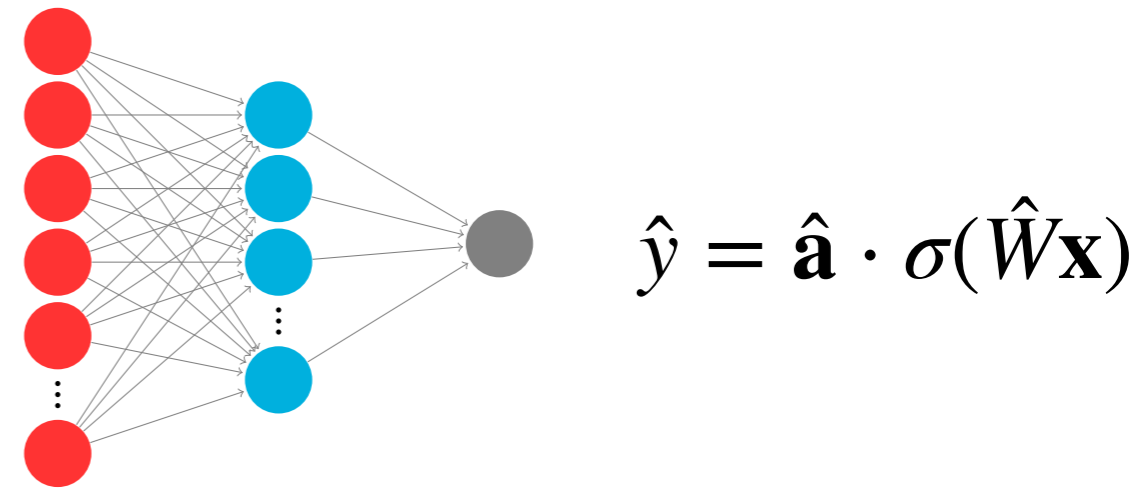 ŷ = â · σ(Ŵx)